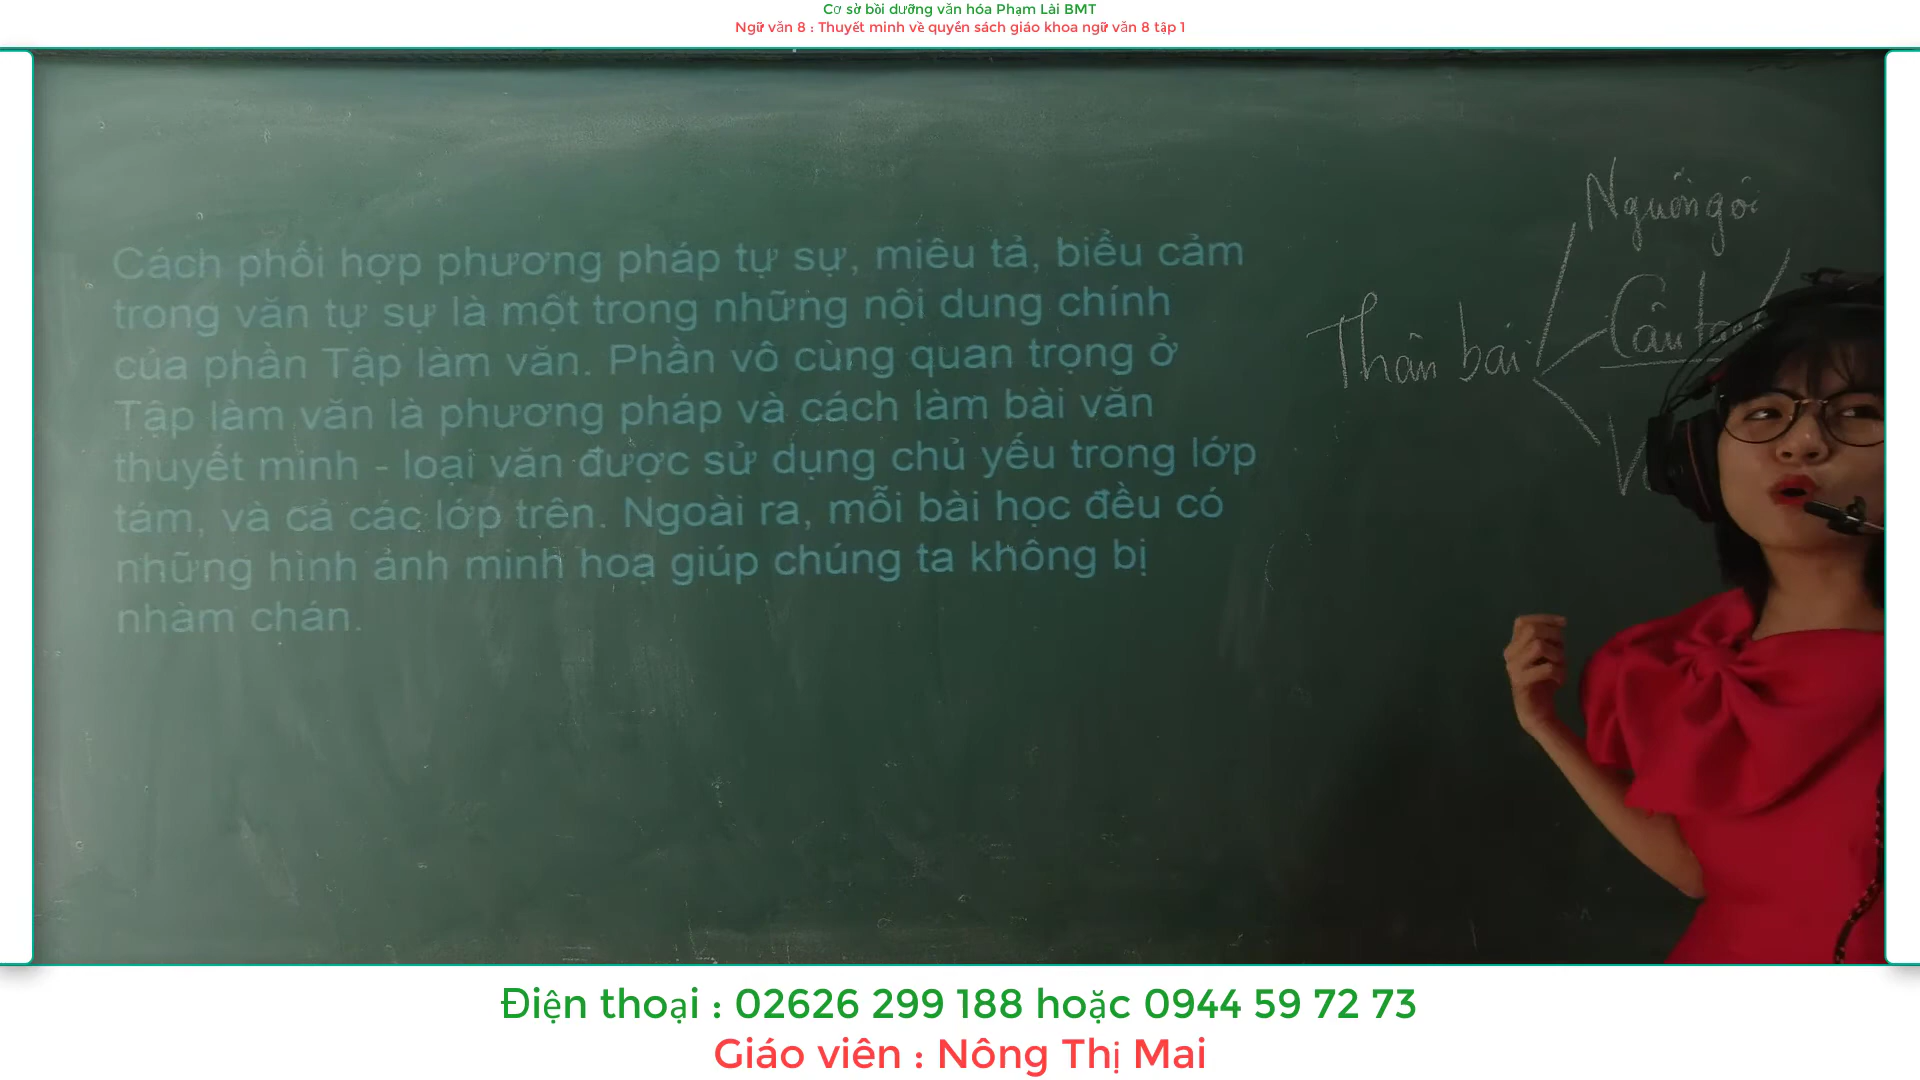 Cơ sở bồi dưỡng văn hóa Phạm Lài BMT
Ngữ văn 8 : Thuyết minh về quyển sách giáo khoa ngữ văn 8 tập 1
Cách phối hợp phương pháp tự sự, miêu tả, biểu cảm
trong văn tự sự là một trong những nội dung chính
của phần Tập làm văn. Phần vô cùng quan trọng ở
Tập làm văn là phương pháp và cách làm bài văn
thuyết minh - loại văn được sử dụng chủ yếu trong lớp
tám, và cả các lớp trên. Ngoài ra, mỗi bài học đều có
những hình ảnh minh hoạ giúp chúng ta không bị
nhàm chán.
Nguồn gốc
Thân bài
Điện thoại : 02626 299 188 hoặc 0944 59 72 73
Giáo viên : Nông Thị Mai